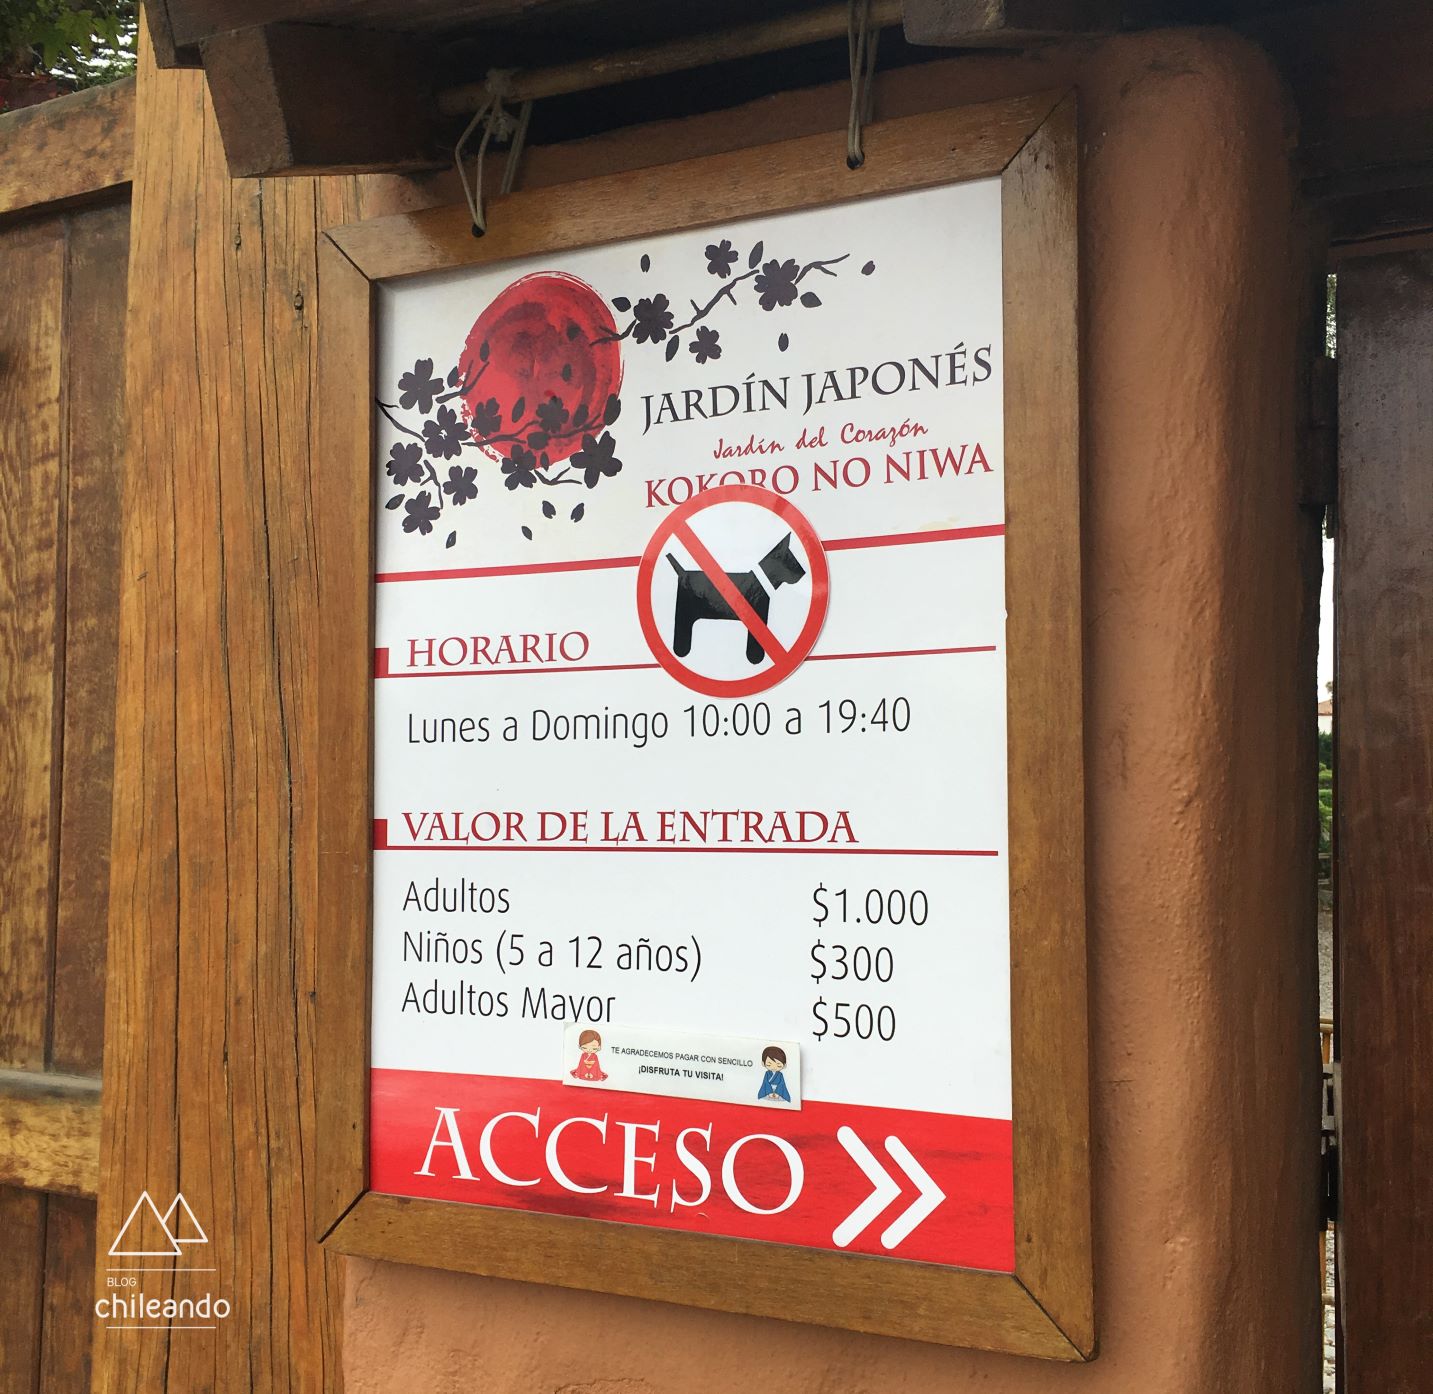 JARDÍN JAPONÉS
Jardín del Corazón
KOKORO NO NIWA
HORARIO
Lunes a Domingo 10:00 a 19:40
VALOR DE LA ENTRADA
Adultos $1.000
Niños (5 a 12 años) $300
Adultos Mayor $500
TE AGRADECEMOS PAGAR CON SENCILLO
¡DISFRUTA TU VISITA!
ACCESO
BLOG
chileando